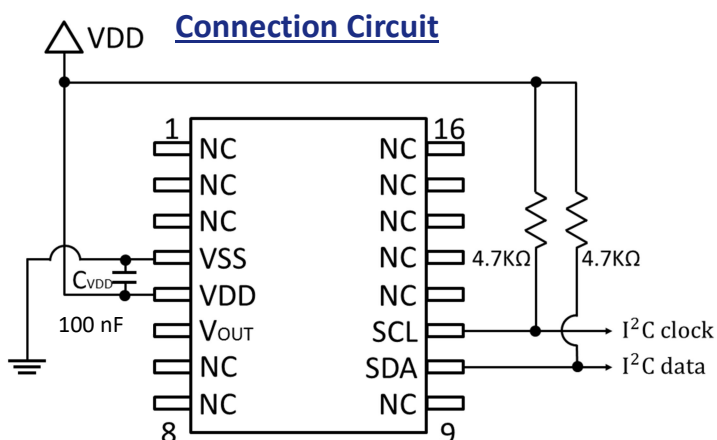 VDD
Connection Circuit
1 16
NC NC
NC NC
NC NC
VSS NC 4.7KΩ 4.7KΩ
CVDD VDD NC
100 nF VOUT SCL I²C clock
NC SDA I²C data
NC NC
8 9